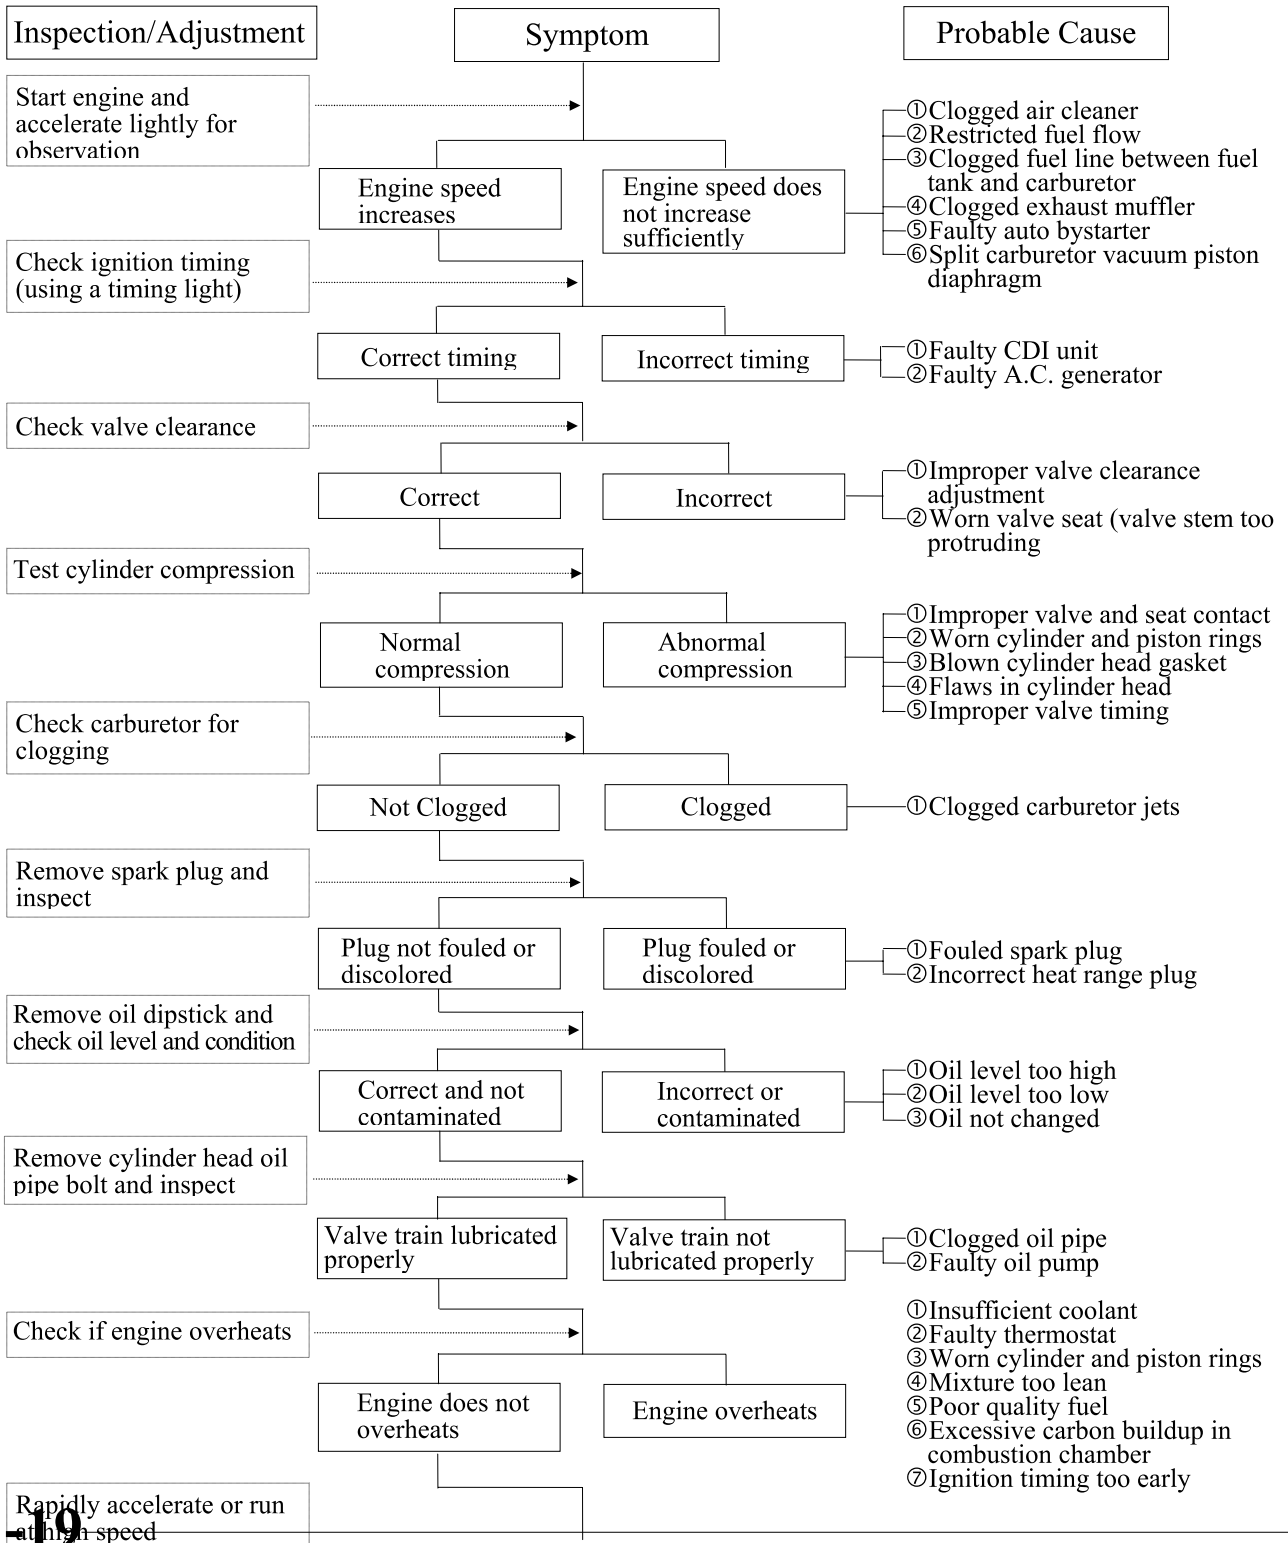 Inspection/Adjustment
Symptom
Probable Cause
Start engine and
accelerate lightly for
observation
Engine speed
increases
Engine speed does
not increase
sufficiently
①Clogged air cleaner
②Restricted fuel flow
③Clogged fuel line between fuel
tank and carburetor
④Clogged exhaust muffler
⑤Faulty auto bystarter
⑥Split carburetor vacuum piston
diaphragm
Check ignition timing
(using a timing light)
Correct timing
Incorrect timing
①Faulty CDI unit
②Faulty A.C. generator
Check valve clearance
Correct
Incorrect
①Improper valve clearance
adjustment
②Worn valve seat (valve stem too
protruding
Test cylinder compression
Normal
compression
Abnormal
compression
①Improper valve and seat contact
②Worn cylinder and piston rings
③Blown cylinder head gasket
④Flaws in cylinder head
⑤Improper valve timing
Check carburetor for
clogging
Not Clogged
Clogged
①Clogged carburetor jets
Remove spark plug and
inspect
Plug not fouled or
discolored
Plug fouled or
discolored
①Fouled spark plug
②Incorrect heat range plug
Remove oil dipstick and
check oil level and condition
Correct and not
contaminated
Incorrect or
contaminated
①Oil level too high
②Oil level too low
③Oil not changed
Remove cylinder head oil
pipe bolt and inspect
Valve train lubricated
properly
Valve train not
lubricated properly
①Clogged oil pipe
②Faulty oil pump
Check if engine overheats
Engine does not
overheats
Engine overheats
①Insufficient coolant
②Faulty thermostat
③Worn cylinder and piston rings
④Mixture too lean
⑤Poor quality fuel
⑥Excessive carbon buildup in
combustion chamber
⑦Ignition timing too early
Rapidly accelerate or run
at high speed
-19